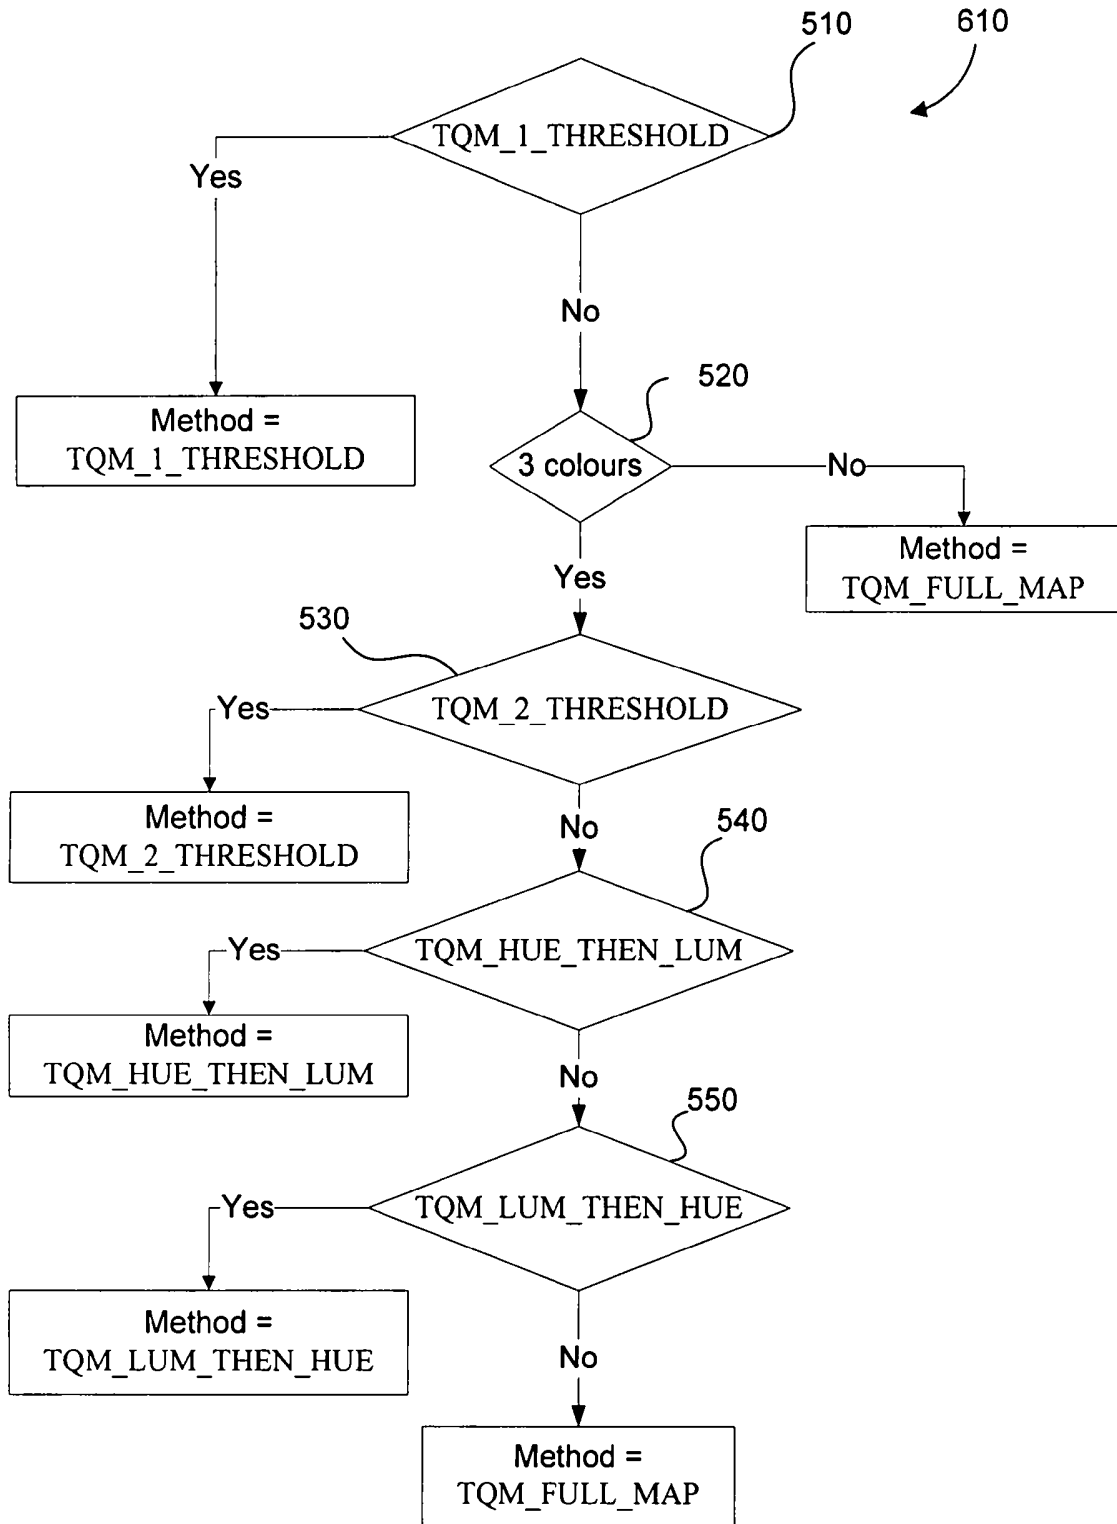 510
610
TQM_1_THRESHOLD
Yes
No
520
Method =
TQM_1_THRESHOLD
3 colours
No
Method =
TQM_FULL_MAP
Yes
530
TQM_2_THRESHOLD
Yes
Method =
TQM_2_THRESHOLD
No
540
TQM_HUE_THEN_LUM
Yes
Method =
TQM_HUE_THEN_LUM
No
550
TQM_LUM_THEN_HUE
Yes
Method =
TQM_LUM_THEN_HUE
No
Method =
TQM_FULL_MAP